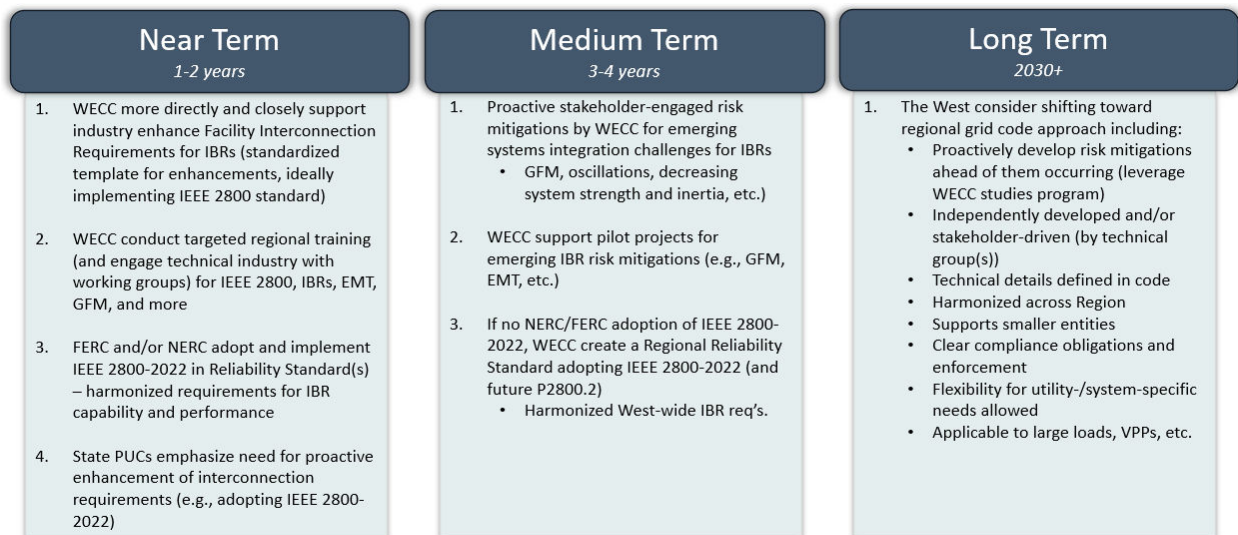 Near Term
1-2 years
1. WECC more directly and closely support
industry enhance Facility Interconnection
Requirements for IBRs (standardized
template for enhancements, ideally
implementing IEEE 2800 standard)
2. WECC conduct targeted regional training
(and engage technical industry with
working groups) for IEEE 2800, IBRs, EMT,
GFM, and more
3. FERC and/or NERC adopt and implement
IEEE 2800-2022 in Reliability Standard(s)
– harmonized requirements for IBR
capability and performance
4. State PUCs emphasize need for proactive
enhancement of interconnection
requirements (e.g., adopting IEEE 2800-
2022)
Medium Term
3-4 years
1. Proactive stakeholder-engaged risk
mitigations by WECC for emerging
systems integration challenges for IBRs
• GFM, oscillations, decreasing
system strength and inertia, etc.)
2. WECC support pilot projects for
emerging IBR risk mitigations (e.g., GFM,
EMT, etc.)
3. If no NERC/FERC adoption of IEEE 2800-
2022, WECC create a Regional Reliability
Standard adopting IEEE 2800-2022 (and
future P2800.2)
• Harmonized West-wide IBR req’s.
Long Term
2030+
1. The West consider shifting toward
regional grid code approach including:
• Proactively develop risk mitigations
ahead of them occurring (leverage
WECC studies program)
• Independently developed and/or
stakeholder-driven (by technical
group(s))
• Technical details defined in code
• Harmonized across Region
• Supports smaller entities
• Clear compliance obligations and
enforcement
• Flexibility for utility-/system-specific
needs allowed
• Applicable to large loads, VPPs, etc.